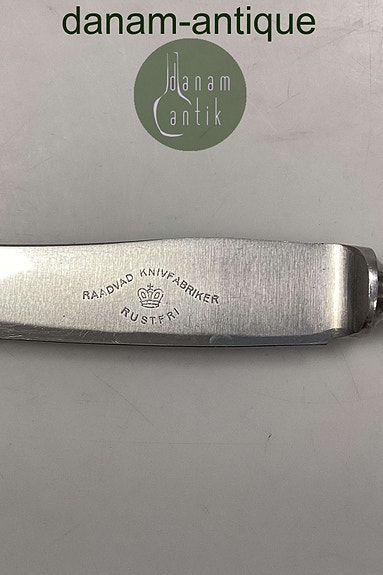 danam-antique
danam
antik
RAADVAD KNIVFABRIKER
RUSTFRI